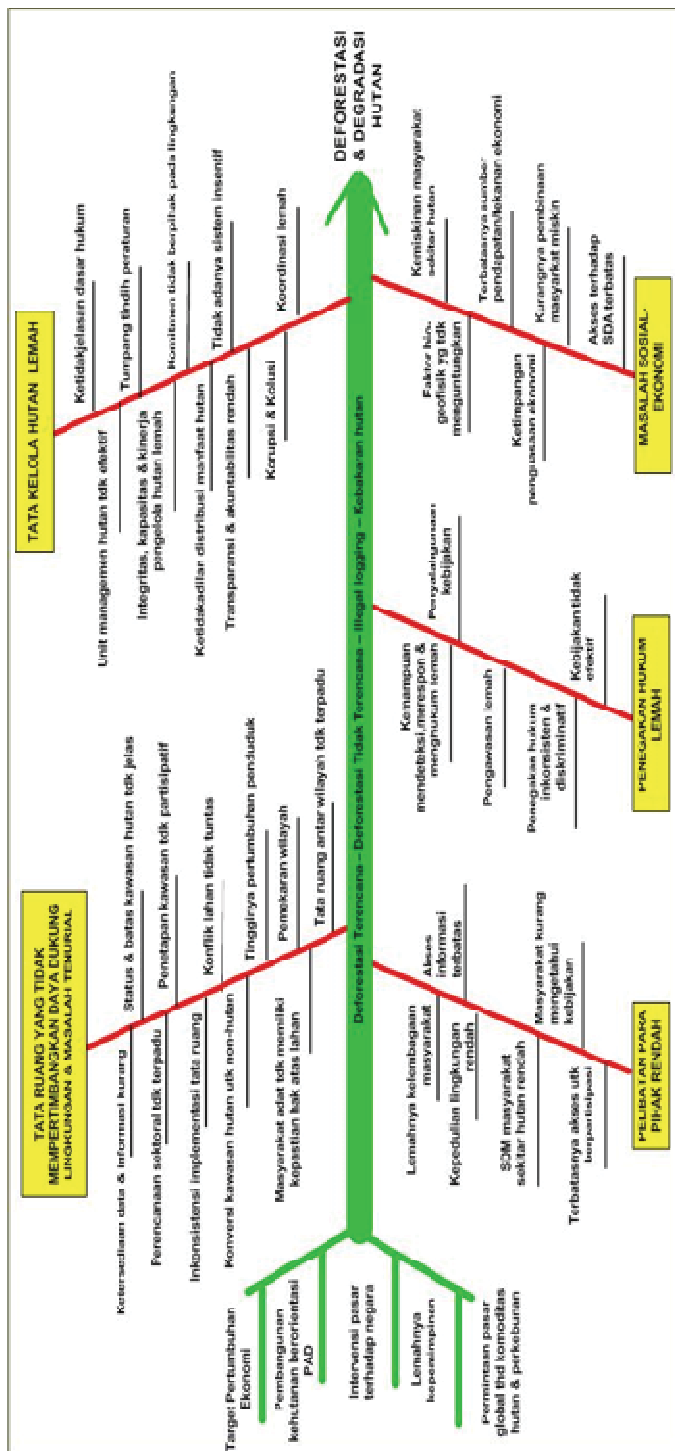 TATA RUANG YANG TIDAK
MEMPERTIMBANGKAN DAYA DUKUNG
LINGKUNGAN & MASALAH TENURIAL
Ketersediaan data & informasi kurang
Status & batas kawasan hutan tdk jelas
Perencanaan sektoral tdk terpadu
Penetapan kawasan tdk partisipatif
Inkonsistensi implementasi tata ruang
Konflik lahan tidak tuntas
Konversi kawasan hutan utk non-hutan
Tingginya pertumbuhan penduduk
Masyarakat adat tdk memiliki
kepastian hak atas lahan
Pemekaran wilayah
Tata ruang antar wilayah tdk terpadu
TATA KELOLA HUTAN LEMAH
Unit managemen hutan tdk efektif
Ketidakjelasan dasar hukum
Integritas, kapasitas & kinerja
pengelola hutan lemah
Tumpang tindih peraturan
Ketidakadilan distribusi manfaat hutan
Komitmen tidak berpihak pada lingkungan
Transparansi & akuntabilitas rendah
Tidak adanya sistem insentif
Korupsi & Kolusi
Koordinasi lemah
Target Pertumbuhan
Ekonomi
Pembangunan
kehutanan berorientasi
PAD
Intervensi pasar
terhadap negara
Lemahnya
kepemimpinan
Permintaan pasar
global thd komoditas
hutan & perkebunan
Deforestasi Terencana – Deforestasi Tidak Terencana – Illegal logging – Kebakaran hutan
DEFORESTASI
& DEGRADASI
HUTAN
Lemahnya kelembagaan
masyarakat
Akses
informasi
terbatas
Kepedulian lingkungan
rendah
SDM masyarakat
sekitar hutan rendah
Masyarakat kurang
mengetahui
kebijakan
Terbatasnya akses utk
berpartisipasi
PELIBATAN PARA
PIHAK RENDAH
Kemampuan
mendeteksi,merespon &
menghukum lemah
Penyalahgunaan
kebijakan
Pengawasan lemah
Penegakan hukum
inkonsisten &
diskriminatif
Kebijakan tidak
efektif
PENEGAKAN HUKUM
LEMAH
Faktor bio-
geofisik yg tdk
menguntungkan
Kemiskinan masyarakat
sekitar hutan
Terbatasnya sumber
pendapatan/tekanan ekonomi
Ketimpangan
penguasaan ekonomi
Kurangnya pembinaan
masyarkat miskin
Akses terhadap
SDA terbatas
MASALAH SOSIAL-
EKONOMI